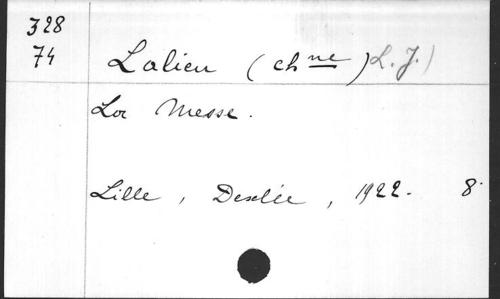 328
74
Lalieu (chne) L. J.)
La Messe.
Lille, Desclée, 1922. 8°